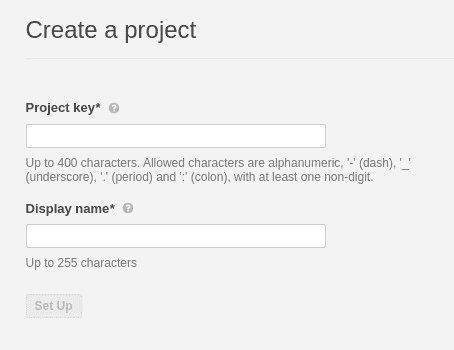 Create a project
Project key*
Up to 400 characters. Allowed characters are alphanumeric, '-' (dash), '_'
(underscore), '.' (period) and ':' (colon), with at least one non-digit.
Display name*
Up to 255 characters
Set Up